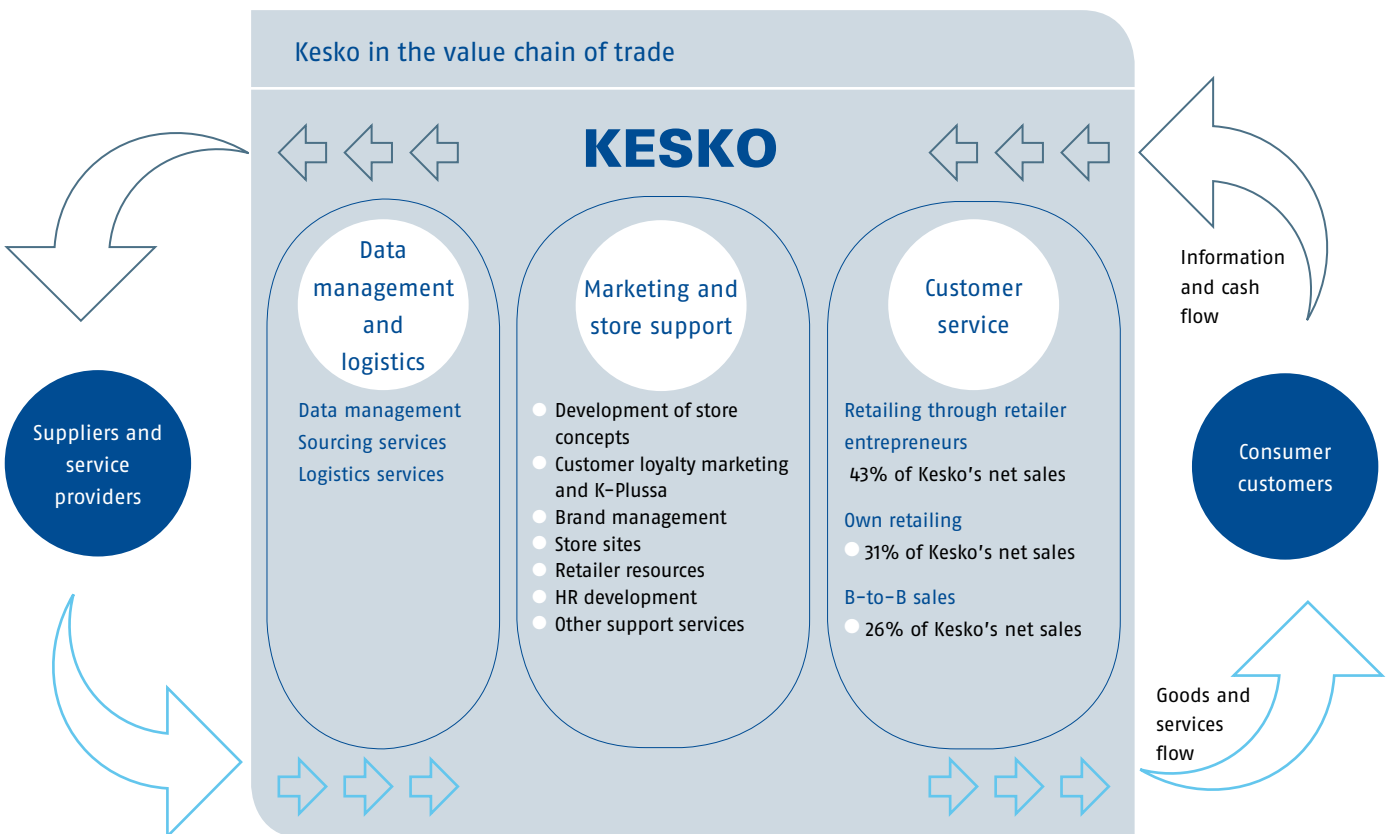 Kesko in the value chain of trade
KESKO
Data
management
and
logistics
Data management
Sourcing services
Logistics services
Marketing and
store support
Development of store
concepts
Customer loyalty marketing
and K-Plussa
Brand management
Store sites
Retailer resources
HR development
Other support services
Customer
service
Retailing through retailer
entrepreneurs
43% of Kesko's net sales
Own retailing
31% of Kesko's net sales
B-to-B sales
26% of Kesko's net sales
Suppliers and
service
providers
Information
and cash
flow
Consumer
customers
Goods and
services
flow